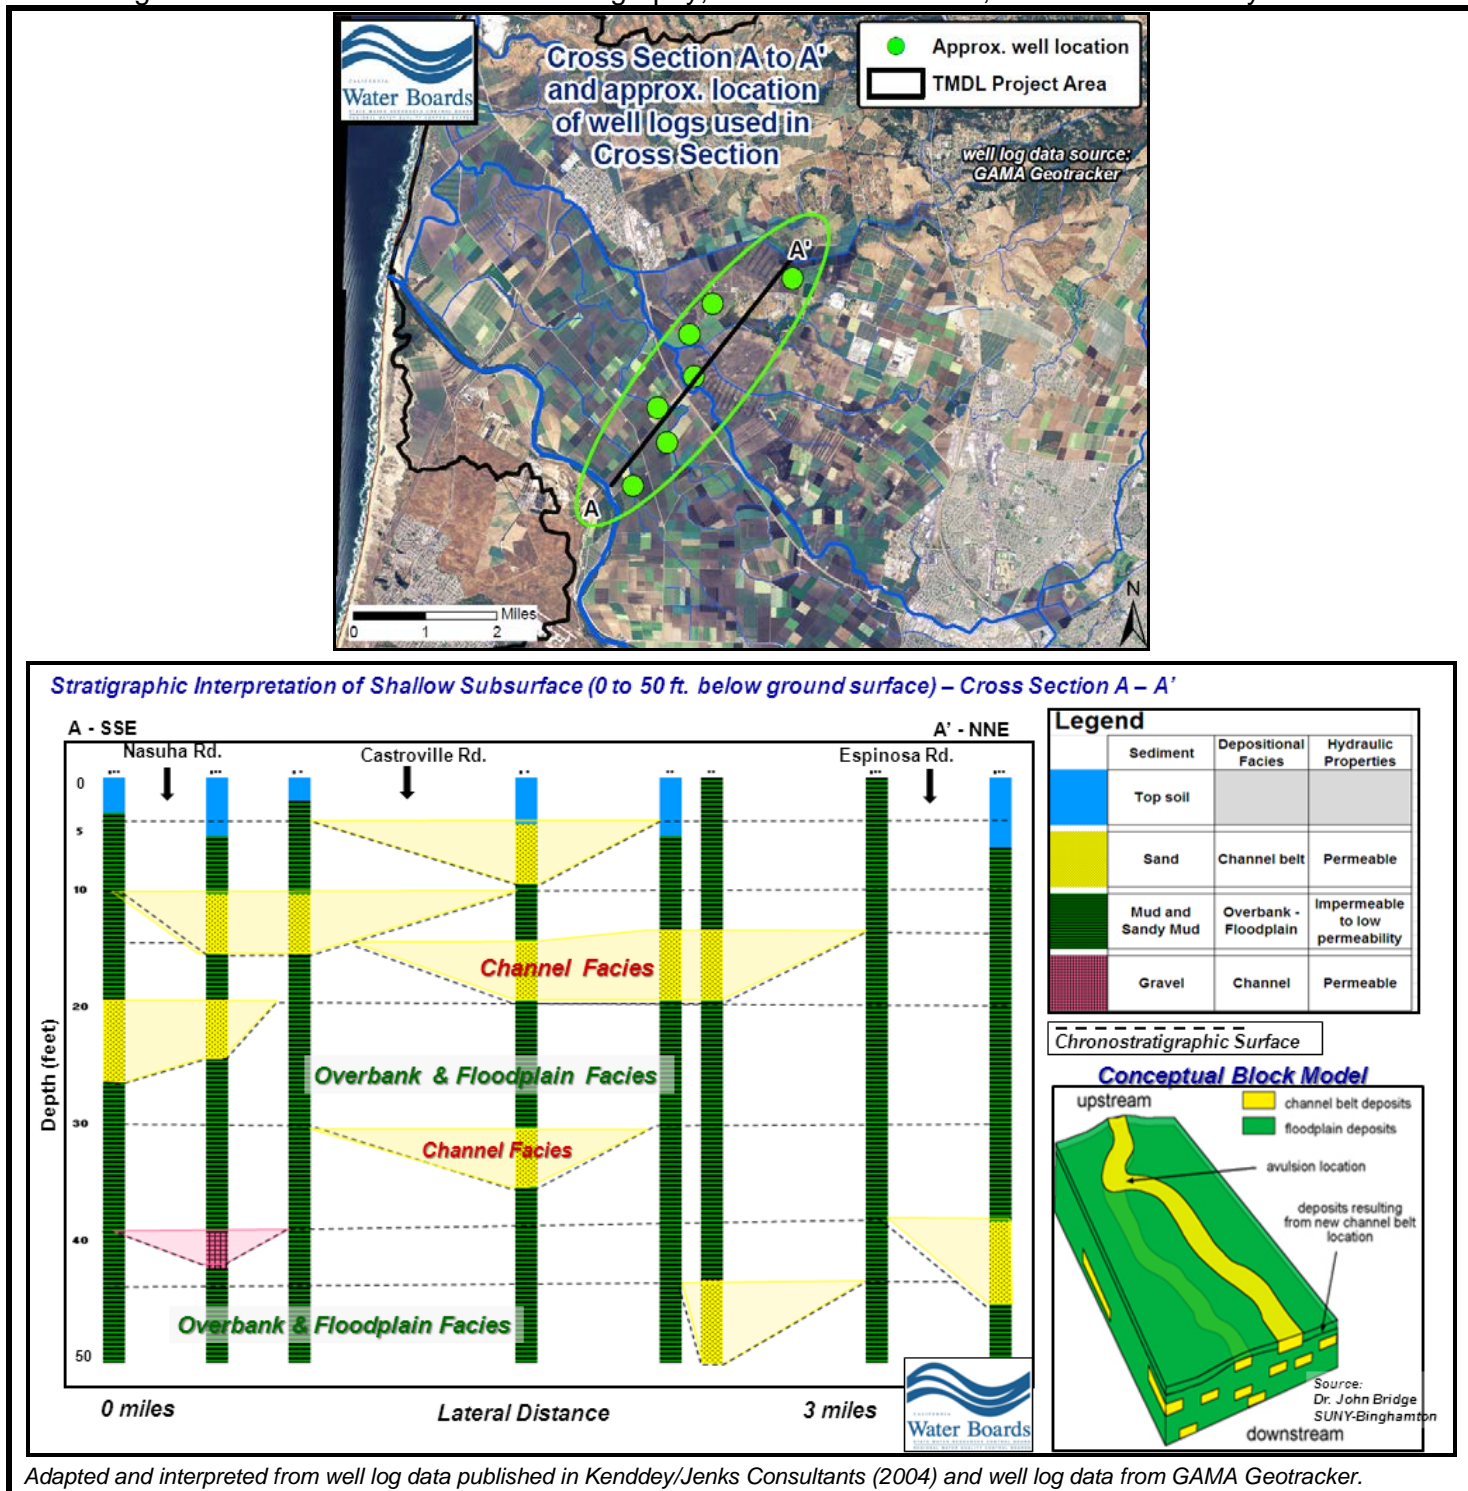 California
Water Boards
Cross Section A to A'
and approx. location
of well logs used in
Cross Section
Approx. well location
TMDL Project Area
well log data source:
GAMA Geotracker
A'
A
N
Miles
0 1 2
Stratigraphic Interpretation of Shallow Subsurface (0 to 50 ft. below ground surface) – Cross Section A – A'
A - SSE
A' - NNE
Nasuha Rd.
Castroville Rd.
Espinosa Rd.
0
5
10
20
30
40
50
Depth (feet)
Channel Facies
Overbank & Floodplain Facies
Channel Facies
Overbank & Floodplain Facies
0 miles
Lateral Distance
3 miles
California
Water Boards
Legend
Sediment Depositional Facies Hydraulic Properties
Top soil
Sand Channel belt Permeable
Mud and Sandy Mud Overbank - Floodplain Impermeable to low permeability
Gravel Channel Permeable
Chronostratigraphic Surface
Conceptual Block Model
upstream
channel belt deposits
floodplain deposits
avulsion location
deposits resulting
from new channel belt
location
Source:
Dr. John Bridge
SUNY-Binghamton
downstream
Adapted and interpreted from well log data published in Kenddey/Jenks Consultants (2004) and well log data from GAMA Geotracker.